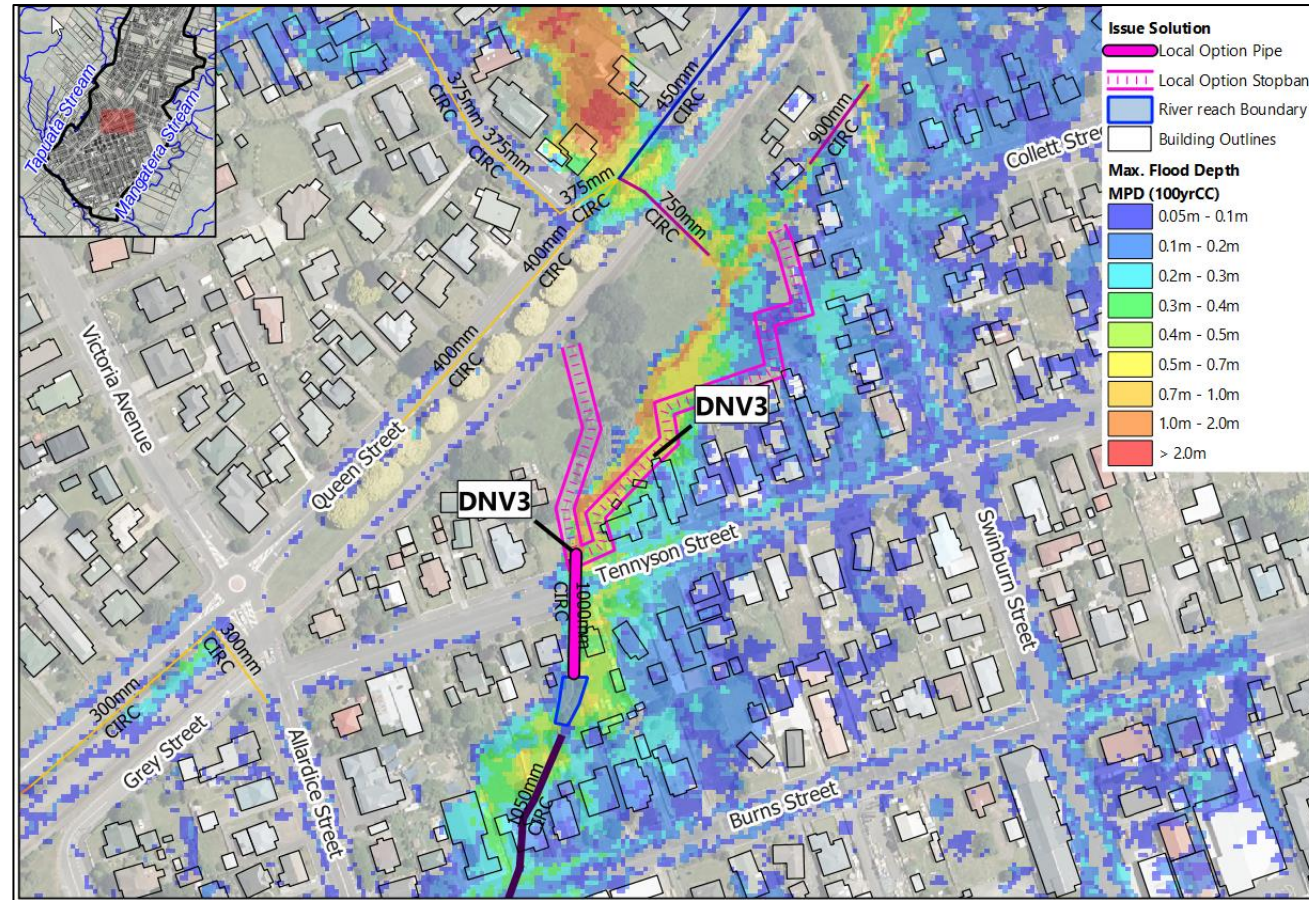 Tapuata Stream
Mangatera Stream
Issue Solution
Local Option Pipe
Local Option Stopban
River reach Boundary
Building Outlines
Max. Flood Depth
MPD (100yrCC)
0.05m - 0.1m
0.1m - 0.2m
0.2m - 0.3m
0.3m - 0.4m
0.4m - 0.5m
0.5m - 0.7m
0.7m - 1.0m
1.0m - 2.0m
> 2.0m
375mm
CIRC
375mm
CIRC
375mm
CIRC
450mm
CIRC
900mm
CIRC
Collett Stree
750mm
CIRC
400mm
CIRC
400mm
CIRC
Victoria Avenue
Queen Street
DNV3
DNV3
Tennyson Street
Swinburn Street
1000mm
CIRC
300mm
CIRC
300mm
CIRC
Grey Street
Allardice Street
1050mm
CIRC
Burns Street